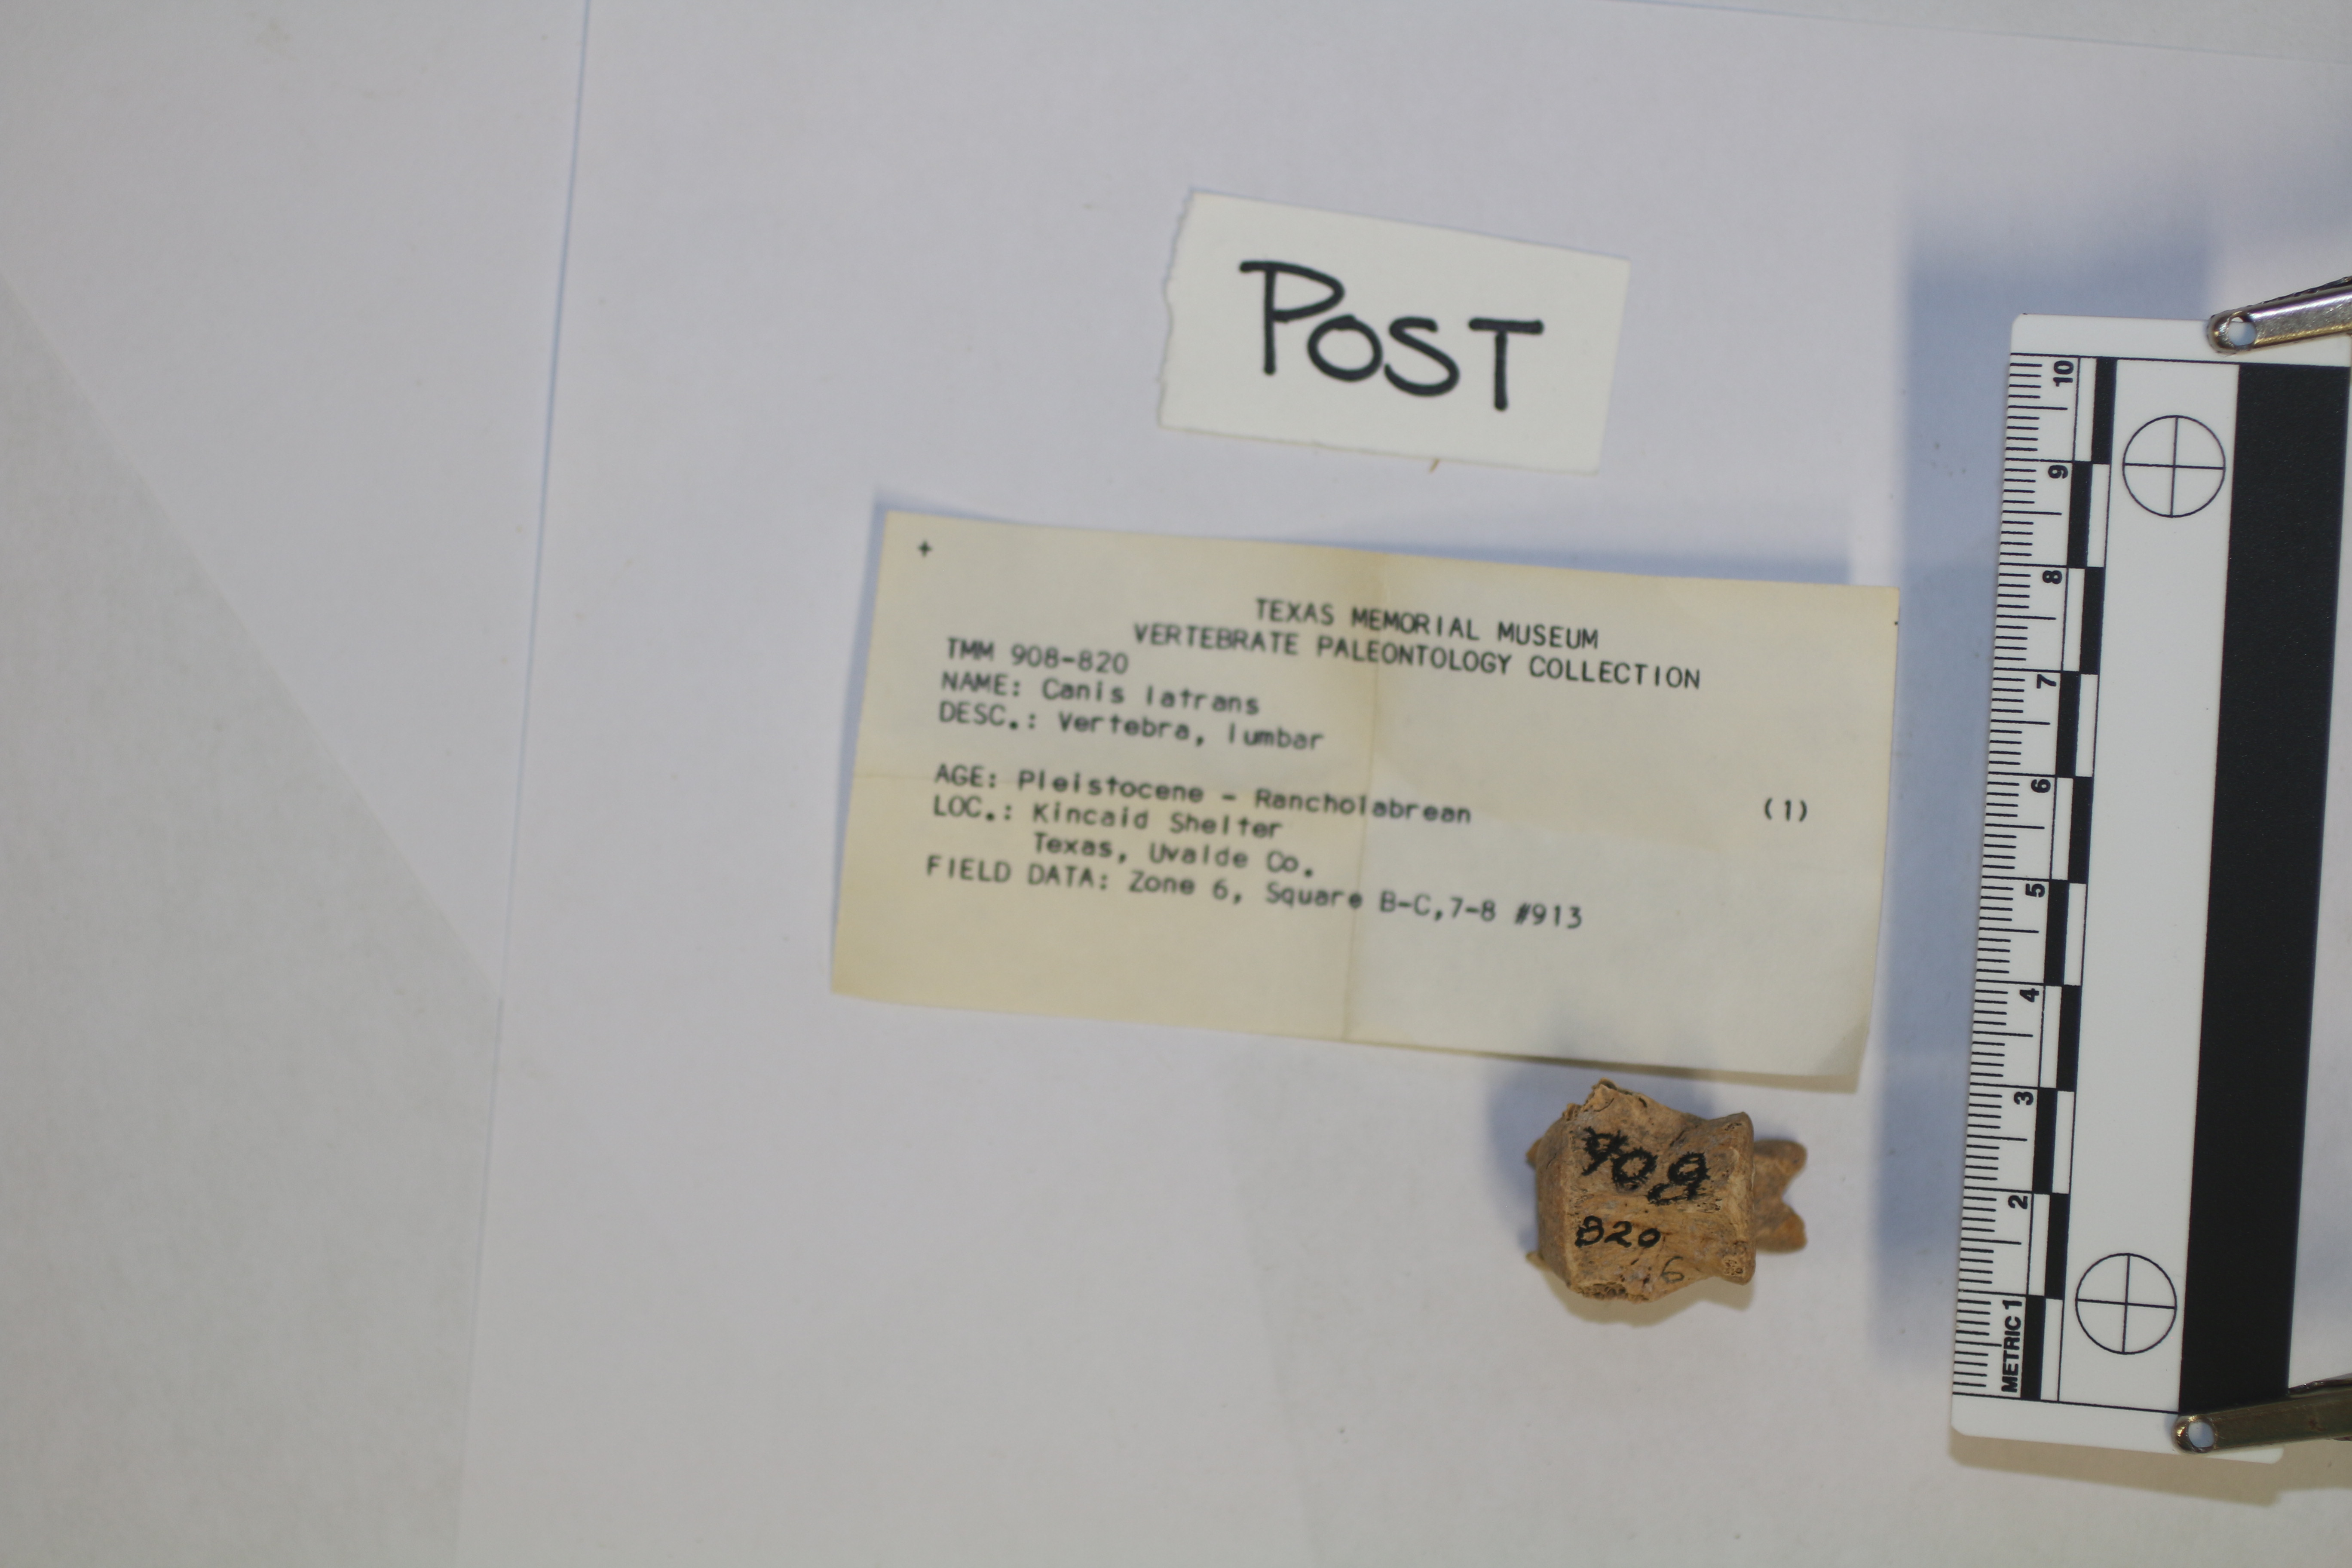 +
TEXAS MEMORIAL MUSEUM
VERTEBRATE PALEONTOLOGY COLLECTION
TMM 908-820
NAME: Canis latrans
DESC.: Vertebra, lumbar
AGE: Pleistocene - Rancholabrean (1)
LOC.: Kincaid Shelter
Texas, Uvalde Co.
FIELD DATA: Zone 6, Square B-C,7-8 #913
POST
908
820
6
METRIC 1 2 3 4 5 6 7 8 9 10